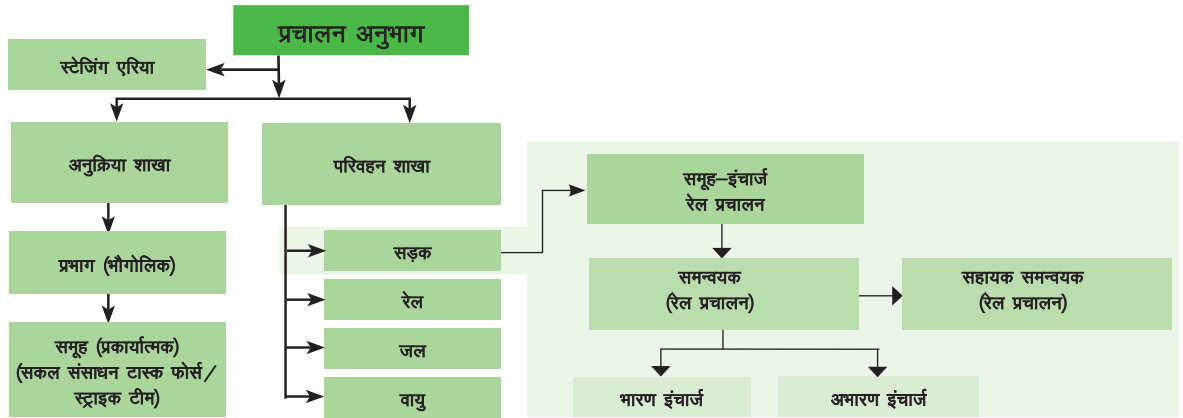 प्रचालन अनुभाग
स्टेजिंग एरिया
अनुक्रिया शाखा
परिवहन शाखा
प्रभाग (भौगोलिक)
समूह (प्रकार्यात्मक)
(सकल संसाधन टास्क फोर्स/
स्ट्राइक टीम)
सड़क
रेल
जल
वायु
समूह–इंचार्ज
रेल प्रचालन
समन्वयक
(रेल प्रचालन)
सहायक समन्वयक
(रेल प्रचालन)
भारण इंचार्ज
अभारण इंचार्ज